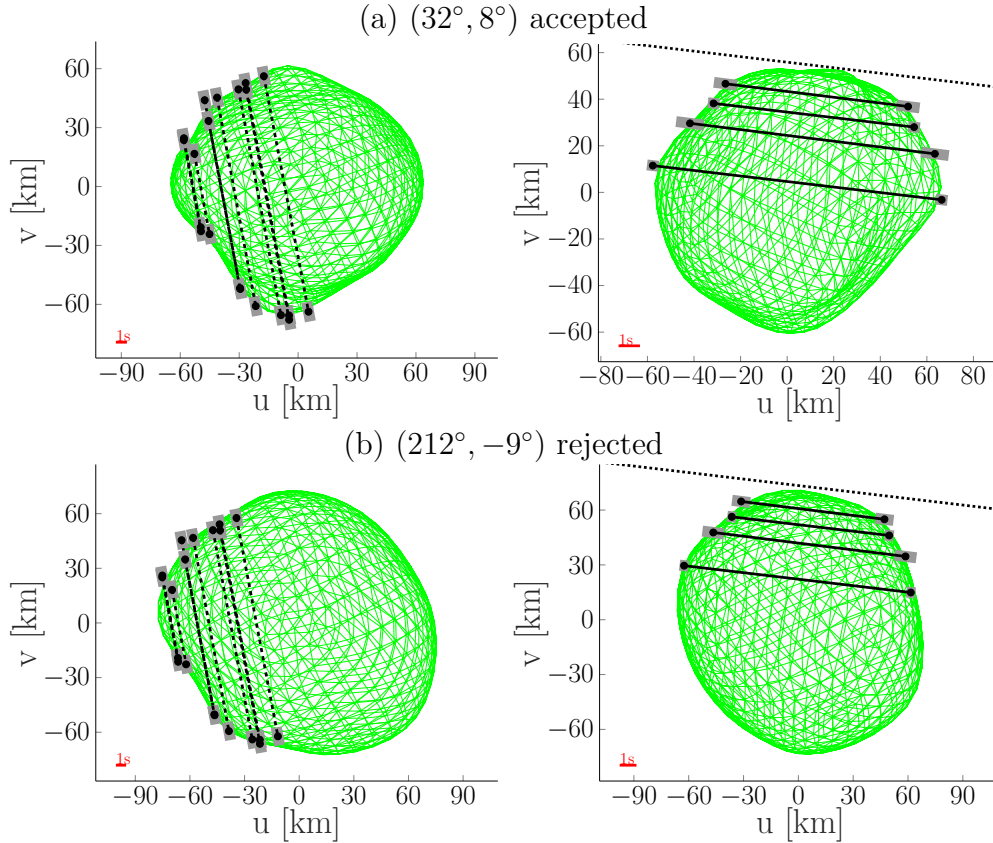 (a) (32°, 8°) accepted
v [km]
60
30
0
−30
−60
1s
−90 −60 −30 0 30 60 90
u [km]
v [km]
60
40
20
0
−20
−40
−60
1s
−80 −60 −40 −20 0 20 40 60 80
u [km]
(b) (212°, −9°) rejected
v [km]
60
30
0
−30
−60
1s
−90 −60 −30 0 30 60 90
u [km]
v [km]
60
30
0
−30
−60
1s
−90 −60 −30 0 30 60 90
u [km]